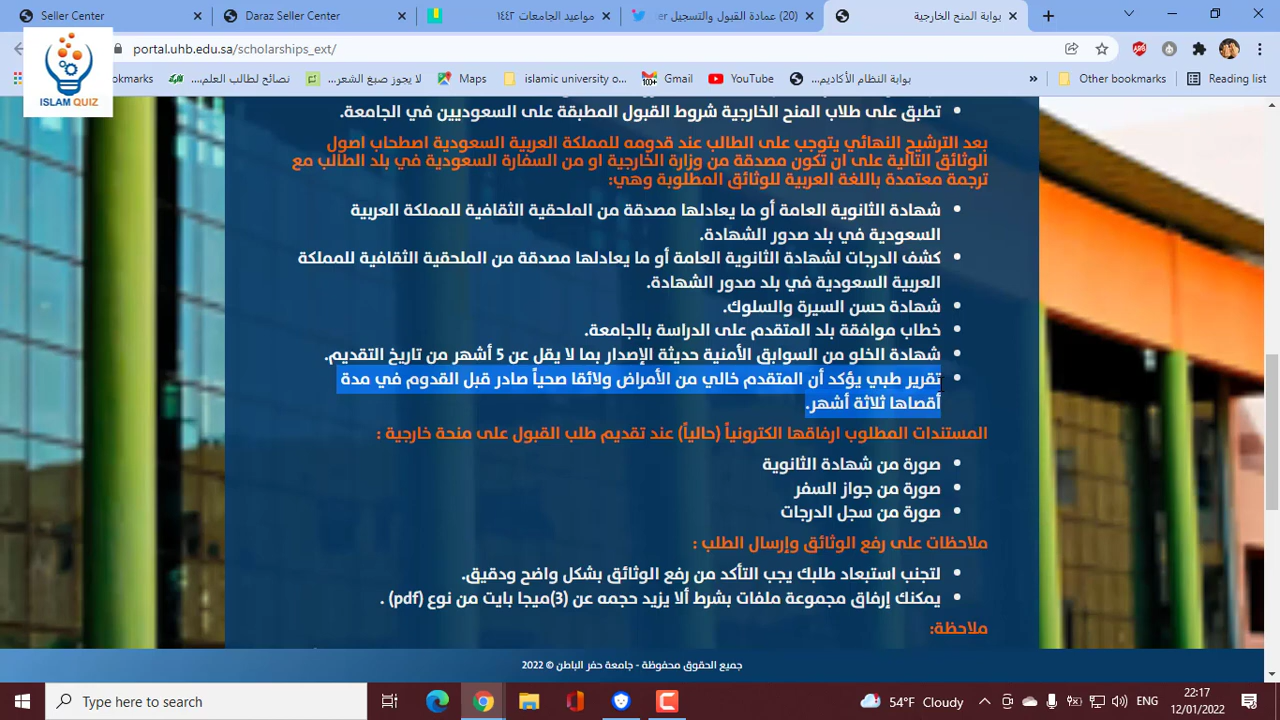 Seller Center
Daraz Seller Center
مواعيد الجامعات ١٤٤٣
عمادة القبول والتسجيل
بوابة المنح الخارجية
portal.uhb.edu.sa/scholarships_ext/
ISLAM QUIZ
kmarks
نصائح لطالب العلم...
لا يجوز صبغ الشعر...
Maps
islamic university o...
Gmail
YouTube
بوابة النظام الأكاديم...
Other bookmarks
Reading list
تطبق على طلاب المنح الخارجية شروط القبول المطبقة على السعوديين في الجامعة.
بعد الترشيح النهائي يتوجب على الطالب عند قدومه للمملكة العربية السعودية اصطحاب اصول
الوثائق التالية على ان تكون مصدقة من وزارة الخارجية او من السفارة السعودية في بلد الطالب مع
ترجمة معتمدة باللغة العربية للوثائق المطلوبة وهي:
شهادة الثانوية العامة أو ما يعادلها مصدقة من الملحقية الثقافية للمملكة العربية
السعودية في بلد صدور الشهادة.
كشف الدرجات لشهادة الثانوية العامة أو ما يعادلها مصدقة من الملحقية الثقافية للمملكة
العربية السعودية في بلد صدور الشهادة.
شهادة حسن السيرة والسلوك.
خطاب موافقة بلد المتقدم على الدراسة بالجامعة.
شهادة الخلو من السوابق الأمنية حديثة الإصدار بما لا يقل عن 5 أشهر من تاريخ التقديم.
تقرير طبي يؤكد أن المتقدم خالي من الأمراض ولائقا صحياً صادر قبل القدوم في مدة
أقصاها ثلاثة أشهر.
المستندات المطلوب ارفاقها الكترونياً (حالياً) عند تقديم طلب القبول على منحة خارجية :
صورة من شهادة الثانوية
صورة من جواز السفر
صورة من سجل الدرجات
ملاحظات على رفع الوثائق وإرسال الطلب :
لتجنب استبعاد طلبك يجب التأكد من رفع الوثائق بشكل واضح ودقيق.
يمكنك إرفاق مجموعة ملفات بشرط ألا يزيد حجمه عن (3)ميجا بايت من نوع (pdf) .
ملاحظة:
جميع الحقوق محفوظة - جامعة حفر الباطن © 2022
Type here to search
54°F Cloudy
ENG
22:17
12/01/2022